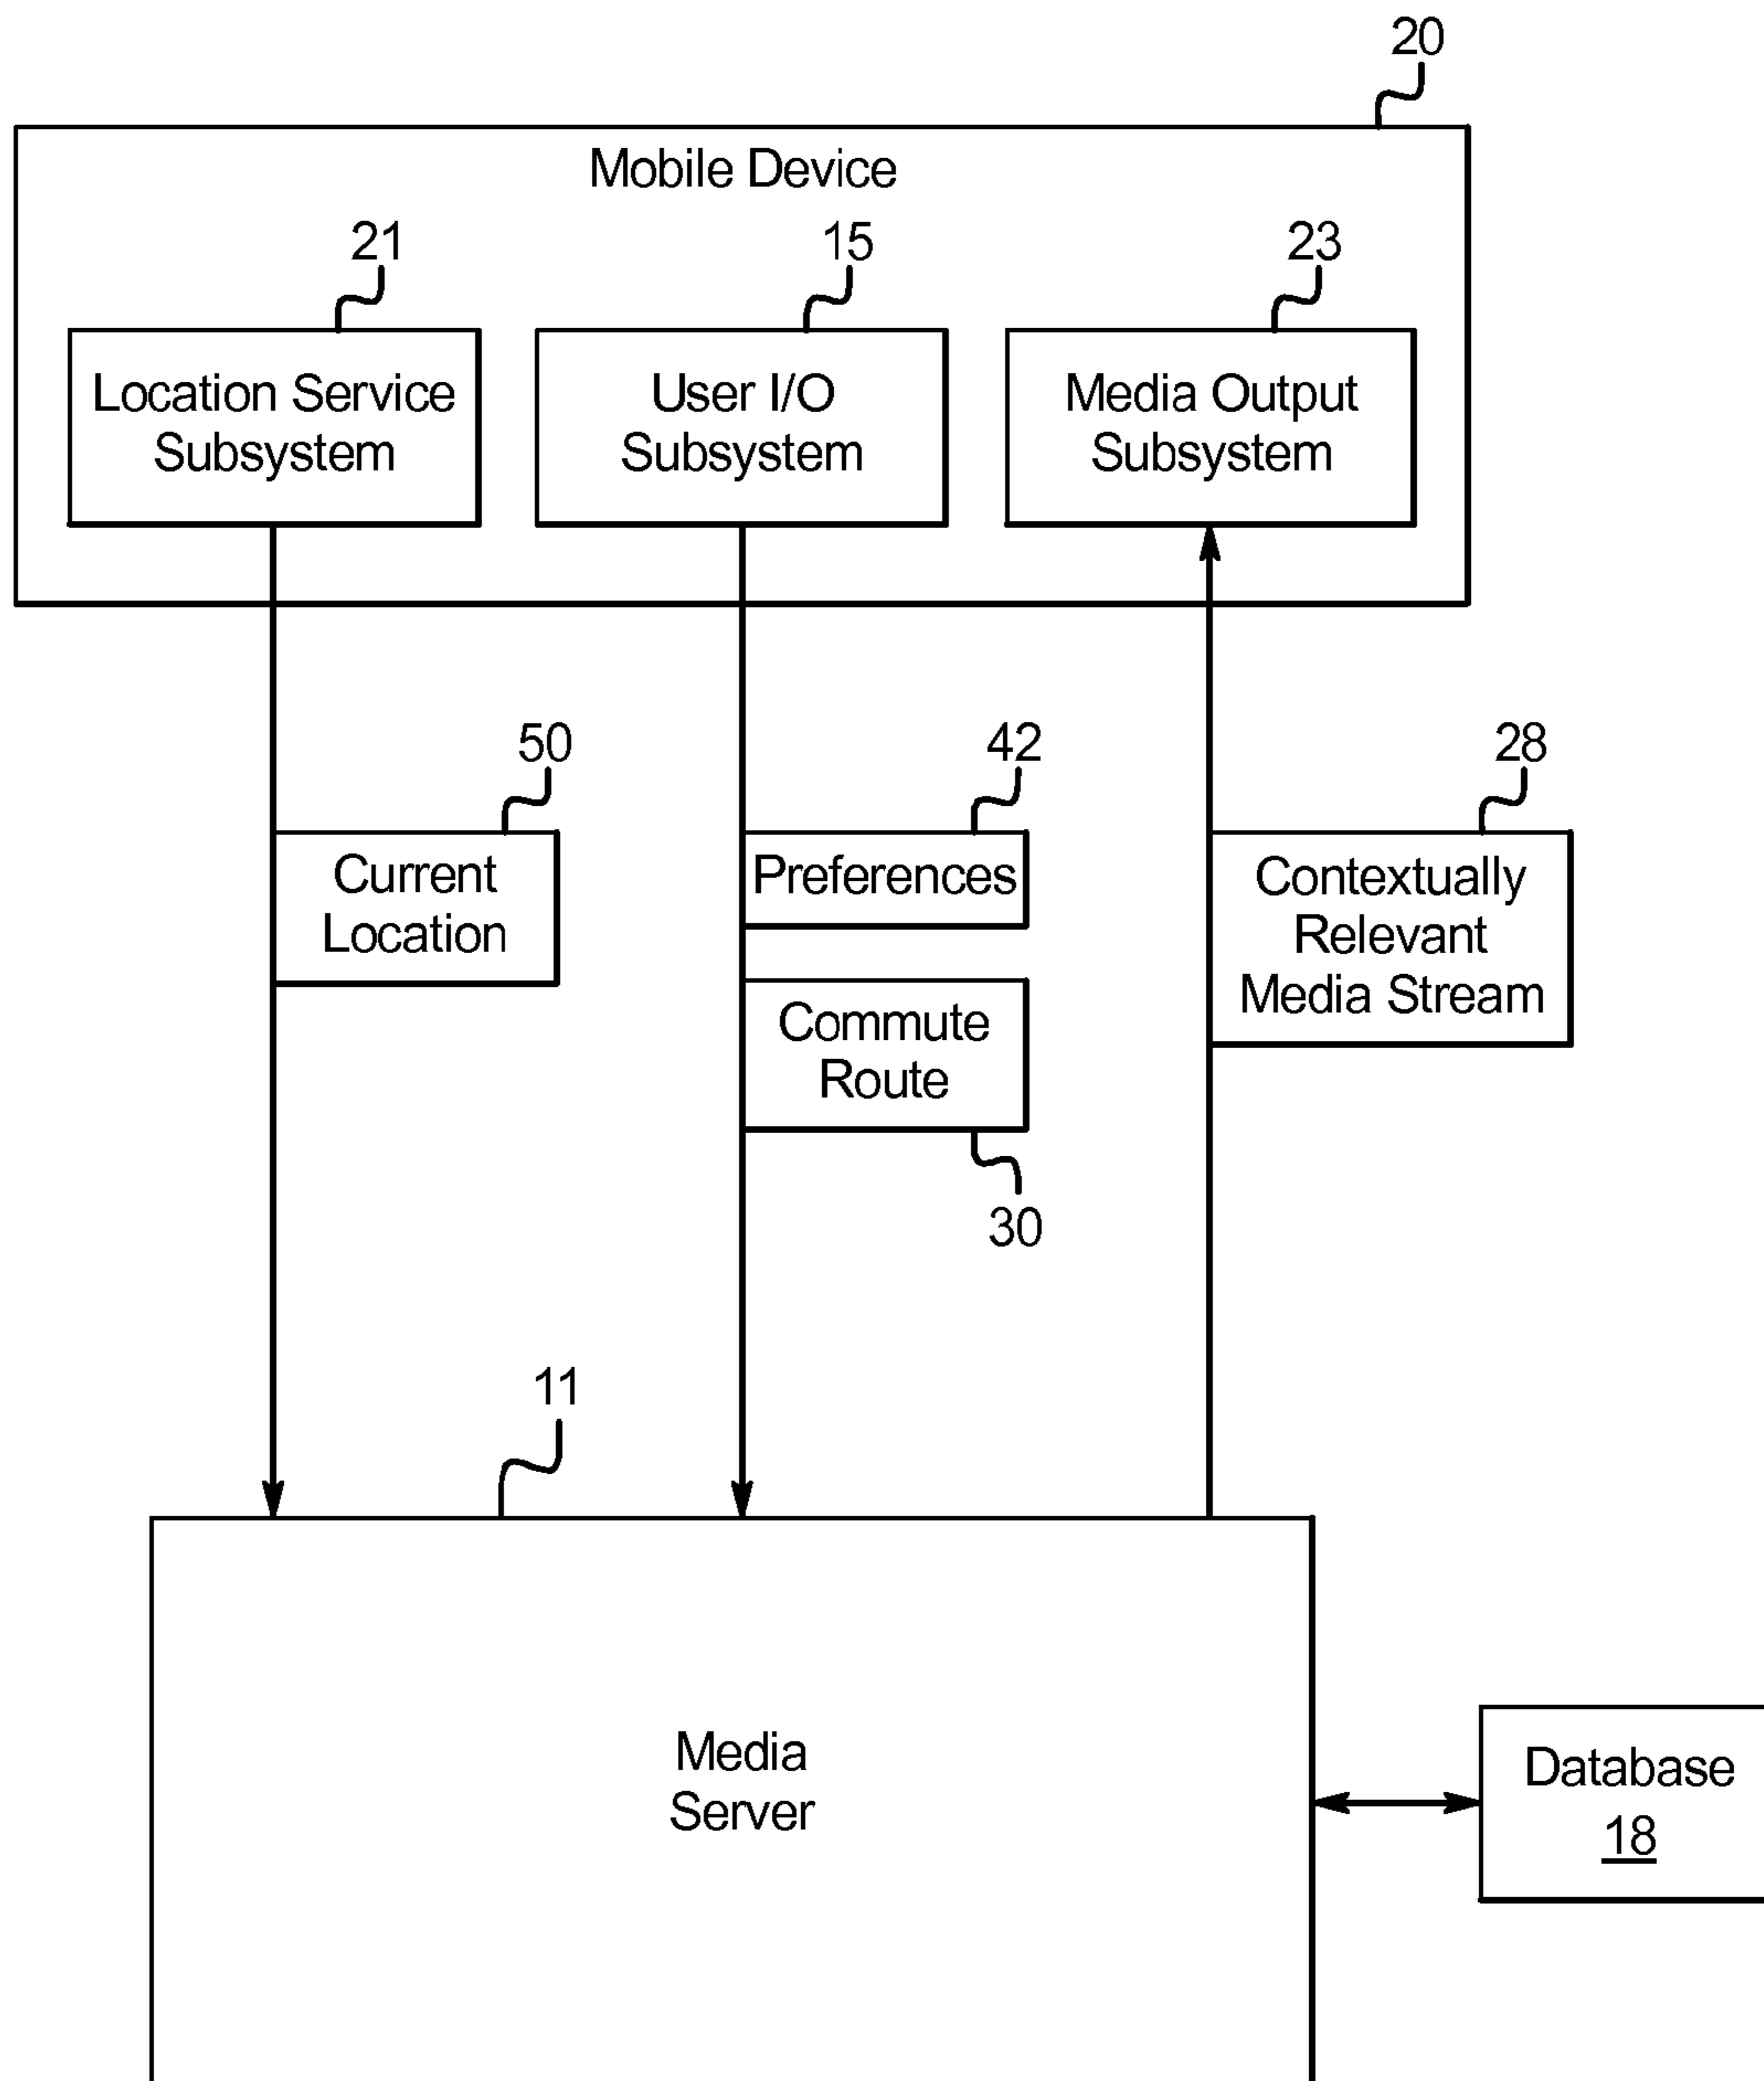 20
Mobile Device
21
15
23
Location Service
Subsystem
User I/O
Subsystem
Media Output
Subsystem
50
42
28
Current
Location
Preferences
Contextually
Relevant
Media Stream
Commute
Route
30
11
Media
Server
Database
18